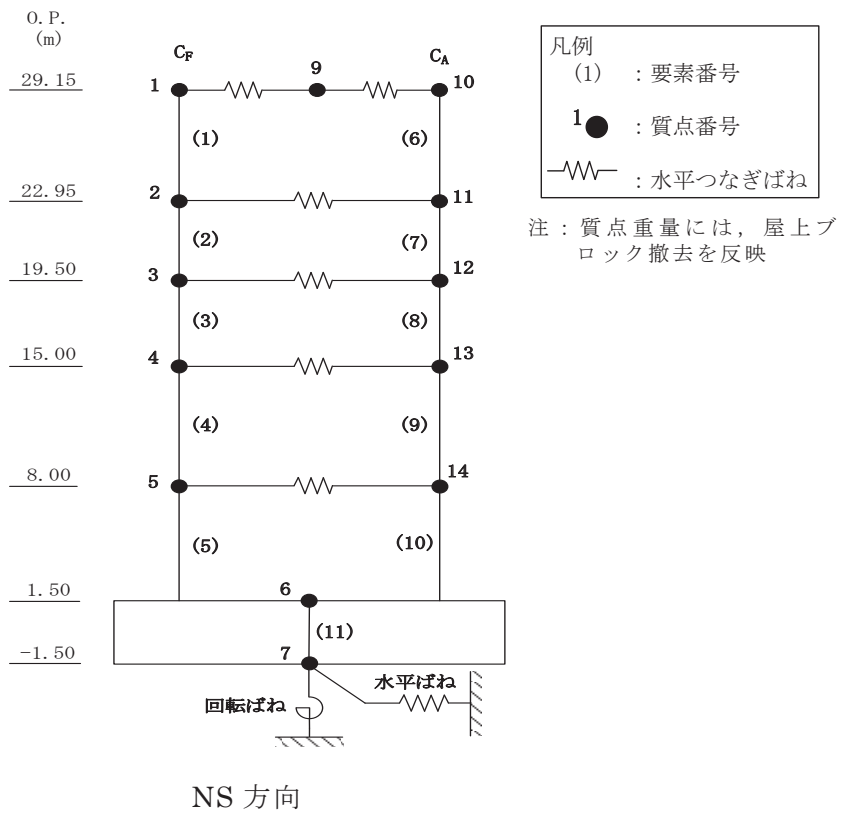 O.P.
(m)
C_F
C_A
29.15
1
9
10
(1)
(6)
22.95
2
11
(2)
(7)
19.50
3
12
(3)
(8)
15.00
4
13
(4)
(9)
8.00
5
14
(5)
(10)
1.50
6
(11)
-1.50
7
水平ばね
回転ばね
NS 方向
凡例
(1) :要素番号
1 :質点番号
:水平つなぎばね
注:質点重量には,屋上ブ
ロック撤去を反映